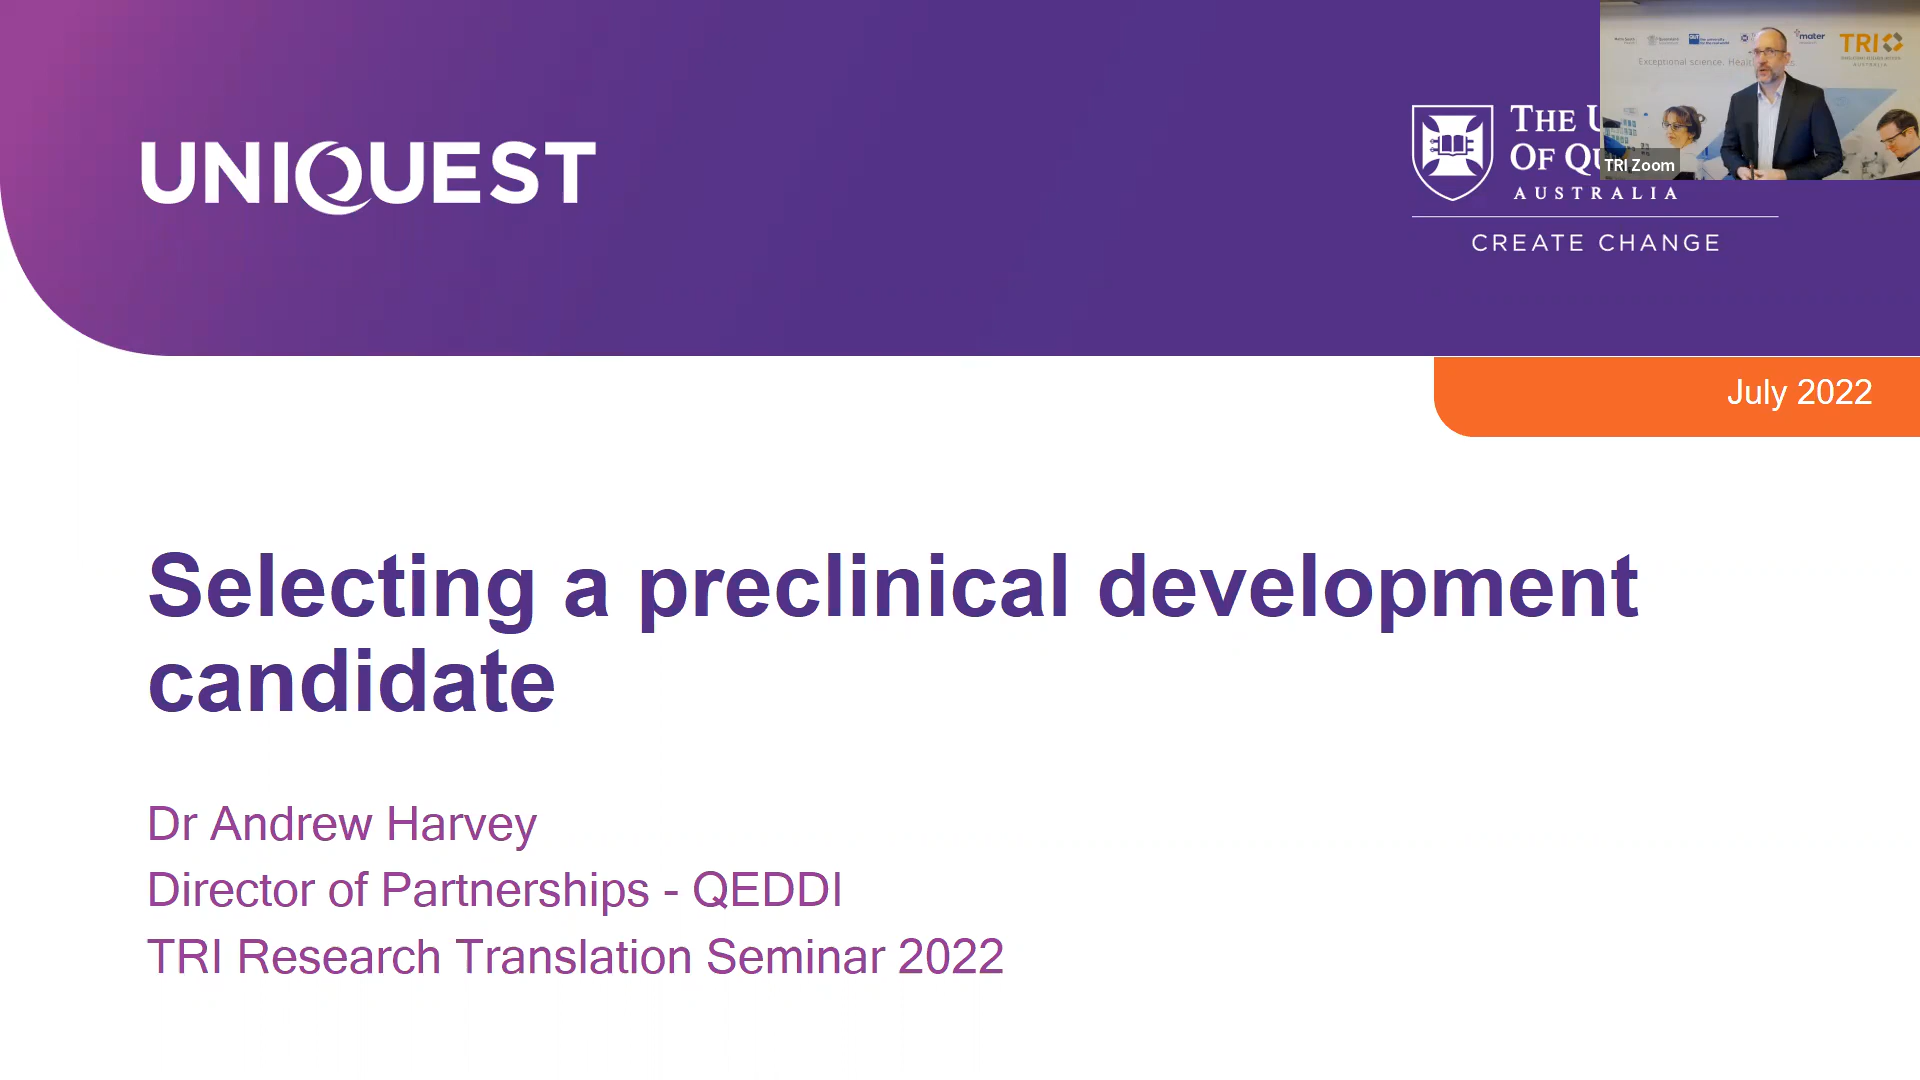 UNIQUEST
THE U
OF QU
AUSTRALIA
CREATE CHANGE
mater
TRI
AUSTRALIA
Exceptional science. Heal
TRI Zoom
July 2022
Selecting a preclinical development
candidate
Dr Andrew Harvey
Director of Partnerships - QEDDI
TRI Research Translation Seminar 2022